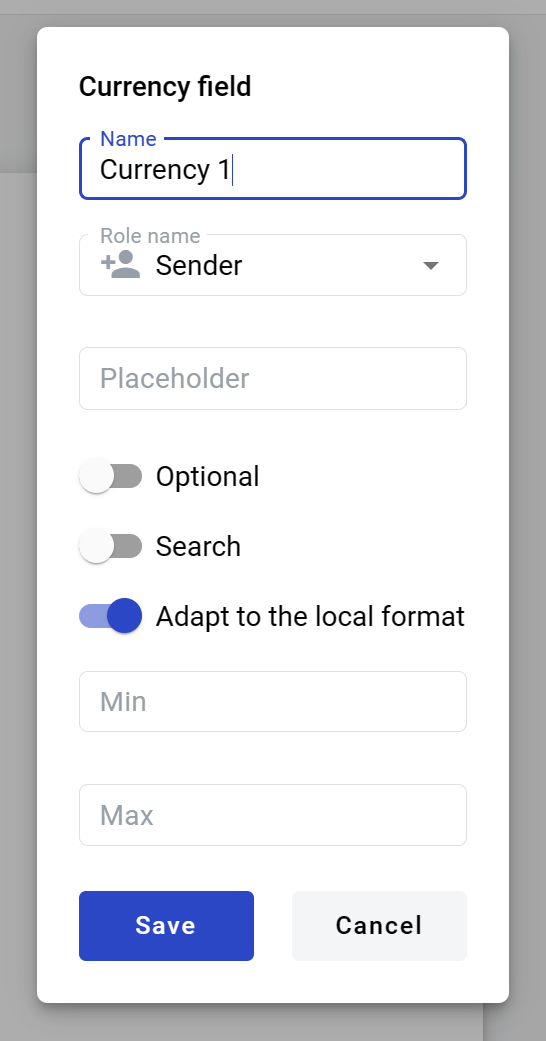 Currency field
Name
Currency 1
Role name
Sender
Placeholder
Optional
Search
Adapt to the local format
Min
Max
Save
Cancel